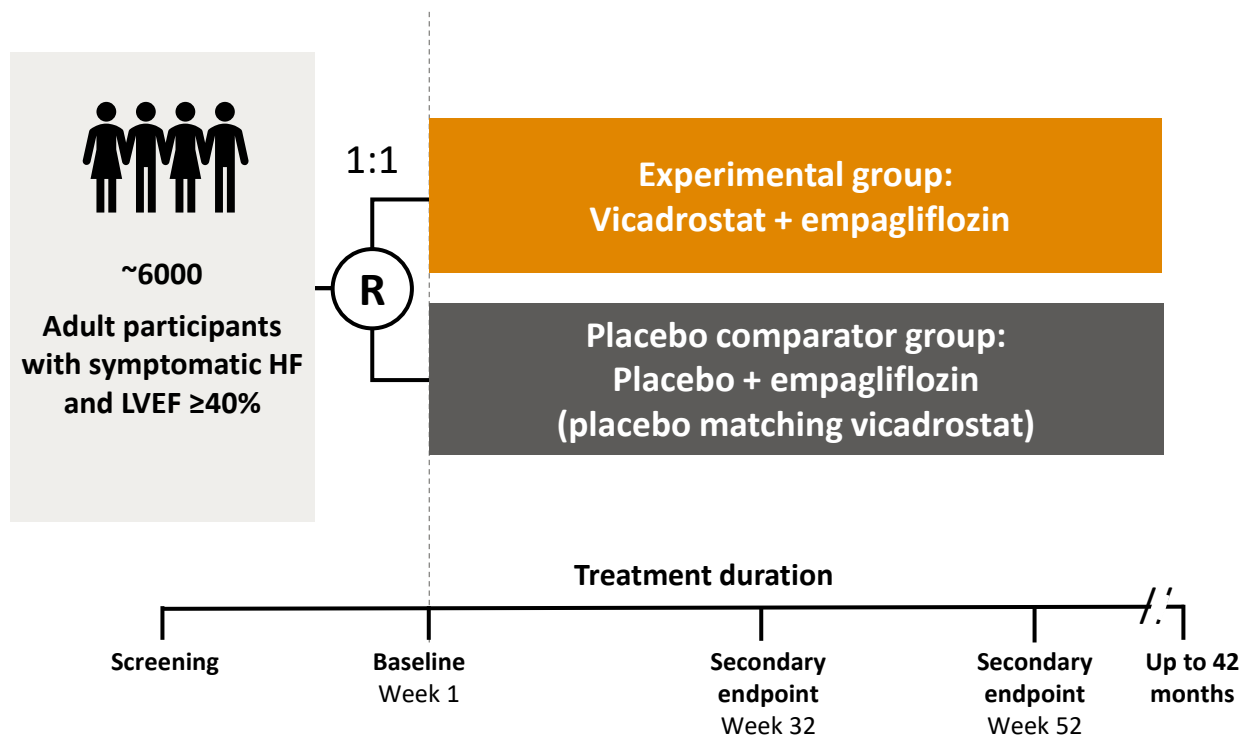 ~6000
Adult participants
with symptomatic HF
and LVEF ≥40%
1:1
R
Experimental group:
Vicadrostat + empagliflozin
Placebo comparator group:
Placebo + empagliflozin
(placebo matching vicadrostat)
Treatment duration
Screening
Baseline
Week 1
Secondary
endpoint
Week 32
Secondary
endpoint
Week 52
Up to 42
months